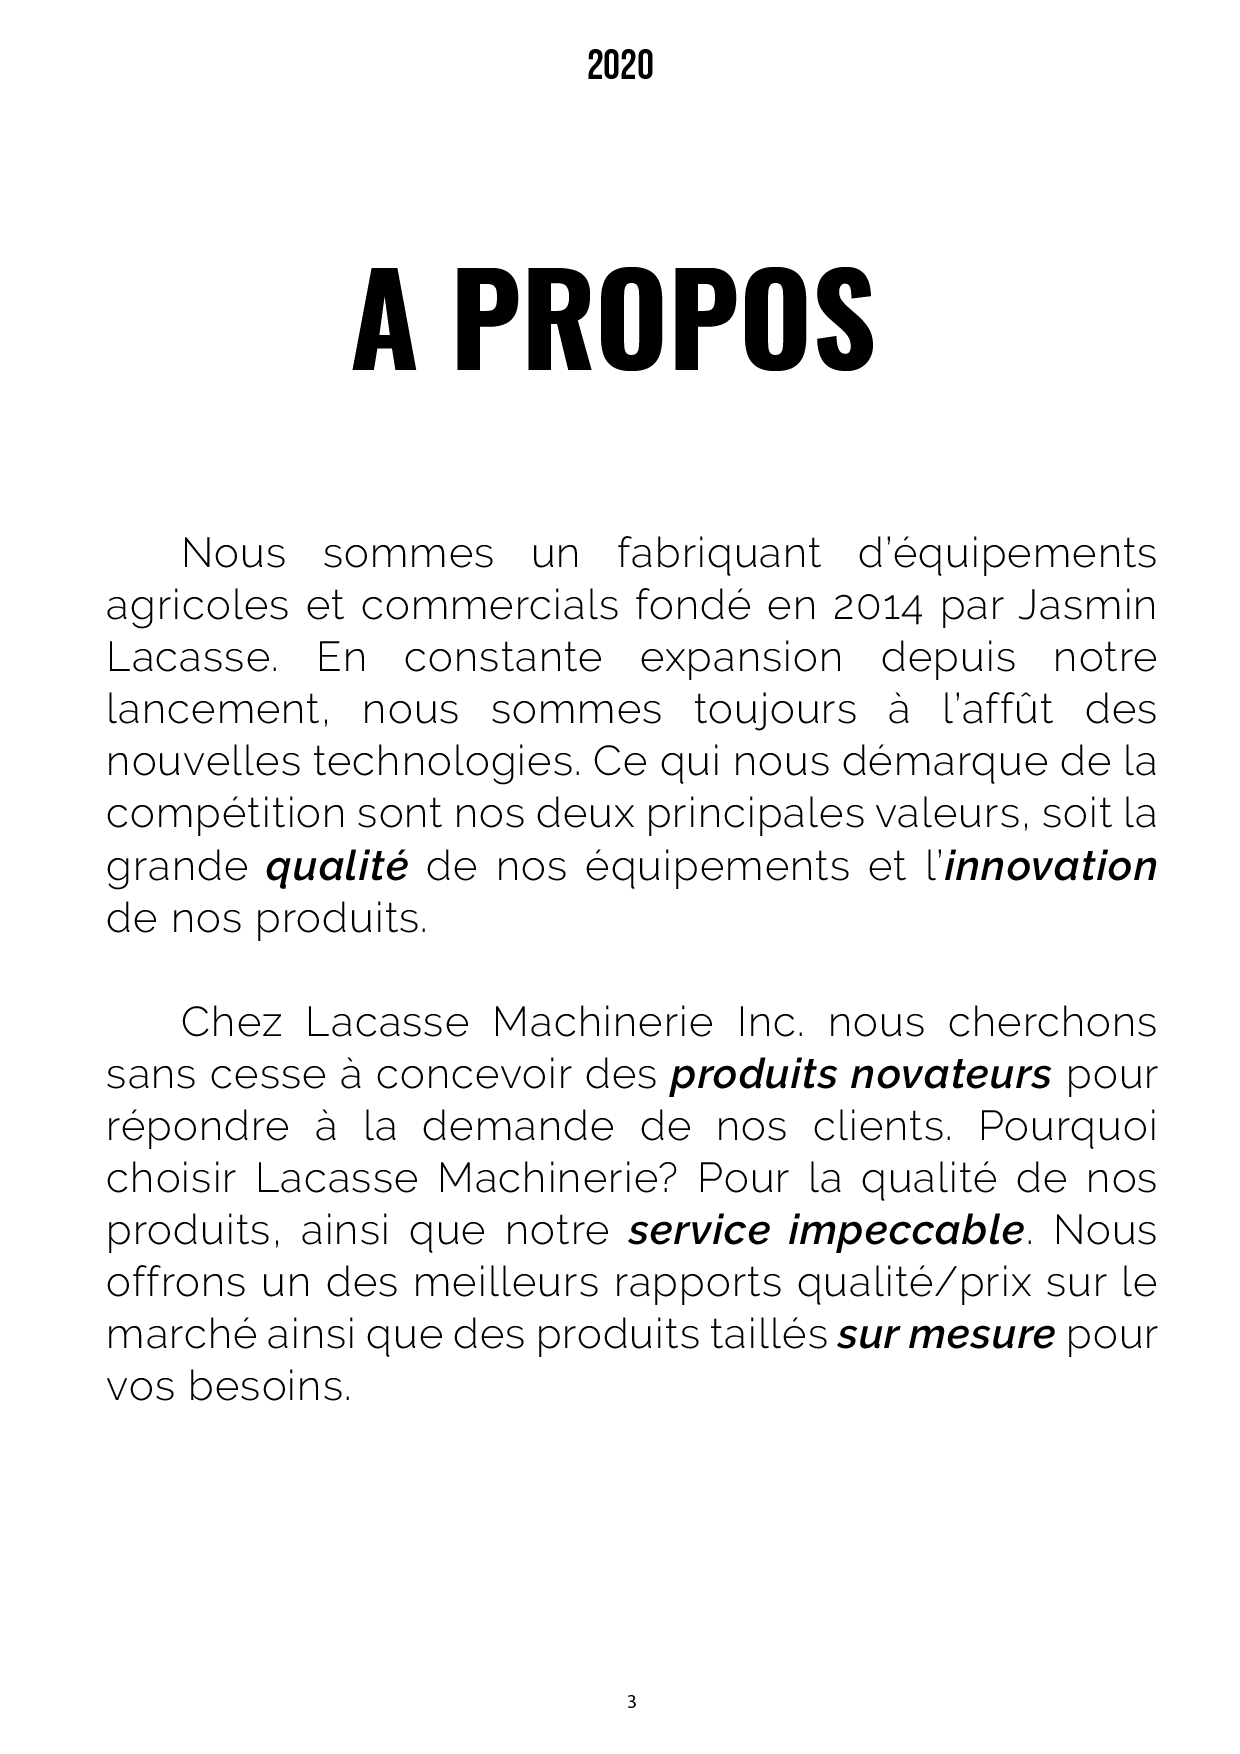 2020
A PROPOS
Nous sommes un fabriquant d’équipements
agricoles et commercials fondé en 2014 par Jasmin
Lacasse. En constante expansion depuis notre
lancement, nous sommes toujours à l’affût des
nouvelles technologies. Ce qui nous démarque de la
compétition sont nos deux principales valeurs, soit la
grande qualité de nos équipements et l’innovation
de nos produits.
Chez Lacasse Machinerie Inc. nous cherchons
sans cesse à concevoir des produits novateurs pour
répondre à la demande de nos clients. Pourquoi
choisir Lacasse Machinerie? Pour la qualité de nos
produits, ainsi que notre service impeccable. Nous
offrons un des meilleurs rapports qualité/prix sur le
marché ainsi que des produits taillés sur mesure pour
vos besoins.
3